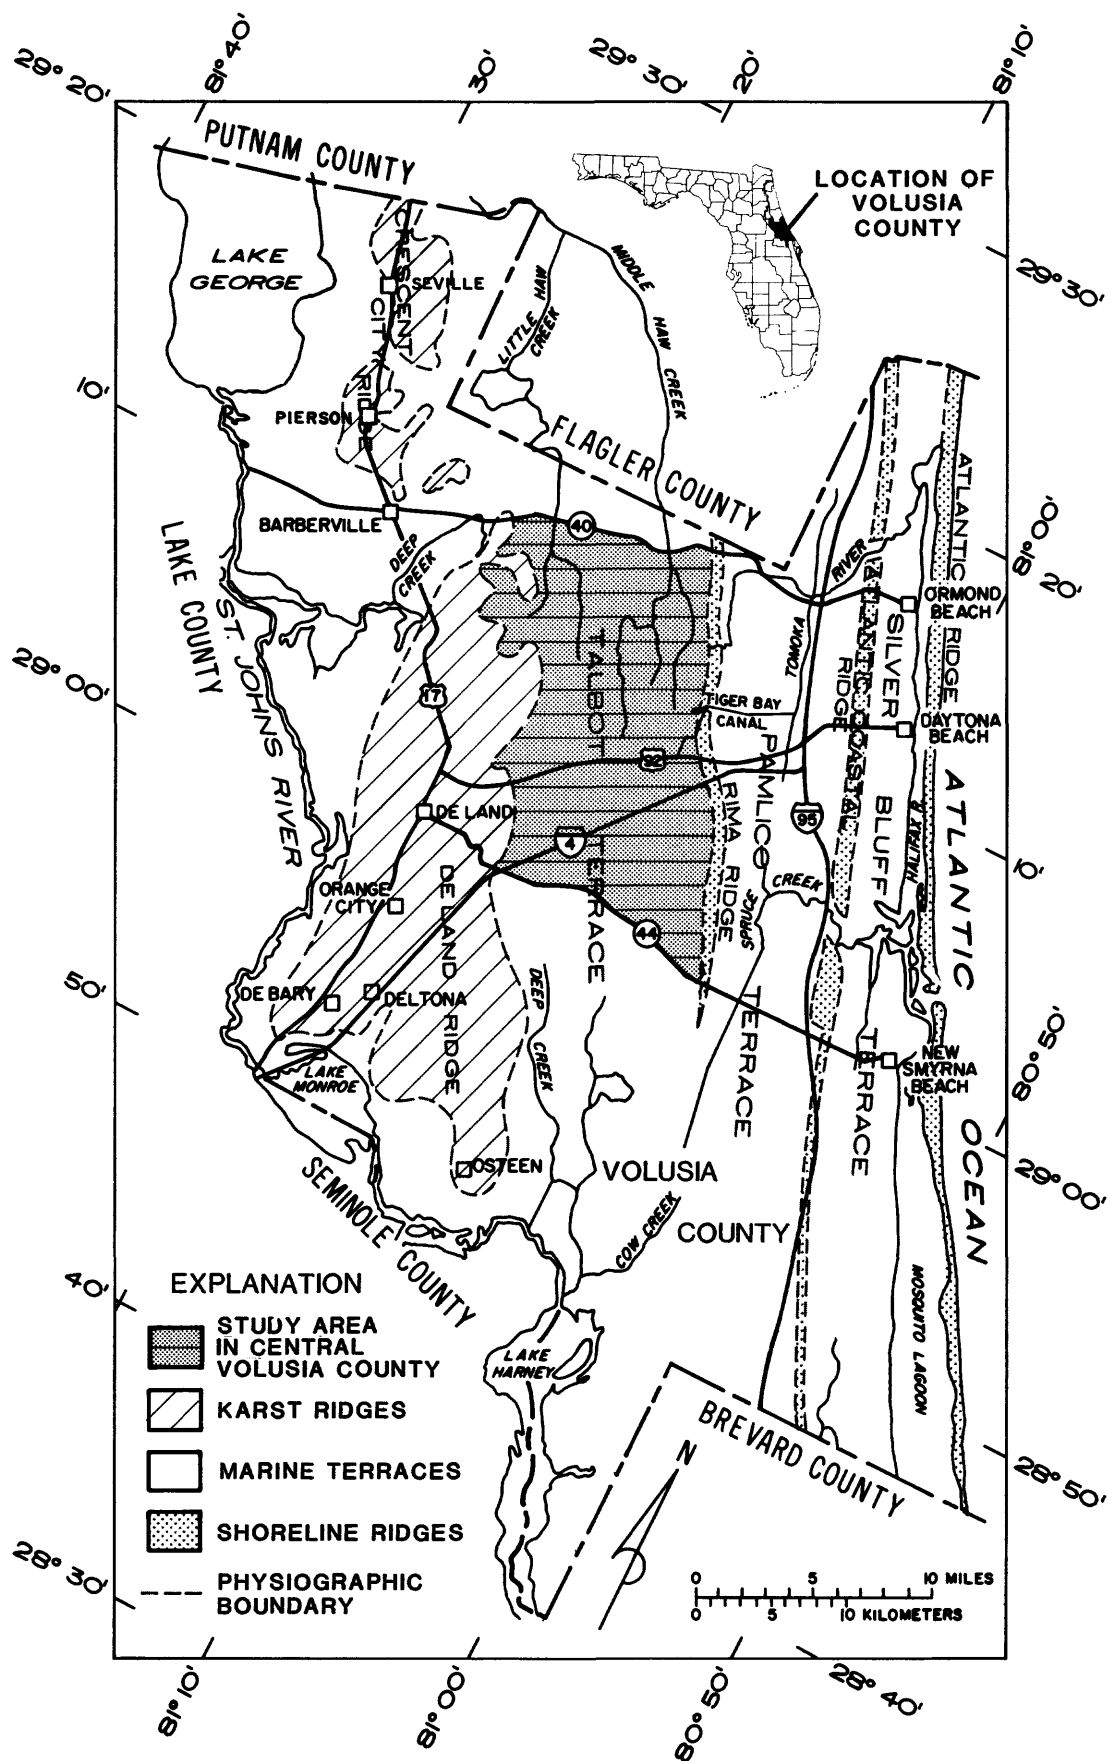 81° 40'
30'
29° 30'
20'
81° 10'
29° 20'
PUTNAM COUNTY
LOCATION OF
VOLUSIA
COUNTY
LAKE
GEORGE
CRESCENT
CITY
RIDGE
SEVILLE
LITTLE HAW
CREEK
MIDDLE
HAW
CREEK
29° 30'
10'
PIERSON
FLAGLER COUNTY
BARBERVILLE
40
DEEP
CREEK
LAKE COUNTY
ST. JOHNS RIVER
TOMOKA
RIVER
ATLANTIC
RIDGE
81° 00'
20'
ORMOND
BEACH
29° 00'
17
TALBOT
TERRACE
TIGER BAY
CANAL
ATLANTIC COASTAL
RIDGE
SILVER
BLUFF
TERRACE
DAYTONA
BEACH
92
PAMLICO
TERRACE
RIMA RIDGE
95
HALIFAX R
ATLANTIC
OCEAN
DE LAND
4
10'
ORANGE
CITY
DE LAND RIDGE
SPRUCE
CREEK
44
50'
DE BARY
DELTONA
DEEP
CREEK
80° 50'
LAKE
MONROE
NEW
SMYRNA
BEACH
OSTEEN
29° 00'
SEMINOLE COUNTY
VOLUSIA
COUNTY
COW CREEK
MOSQUITO LAGOON
40'
EXPLANATION
STUDY AREA
IN CENTRAL
VOLUSIA COUNTY
KARST RIDGES
MARINE TERRACES
SHORELINE RIDGES
PHYSIOGRAPHIC
BOUNDARY
LAKE
HARNEY
BREVARD COUNTY
N
28° 50'
28° 30'
0 5 10 MILES
0 5 10 KILOMETERS
81° 10'
81° 00'
80° 50'
28° 40'